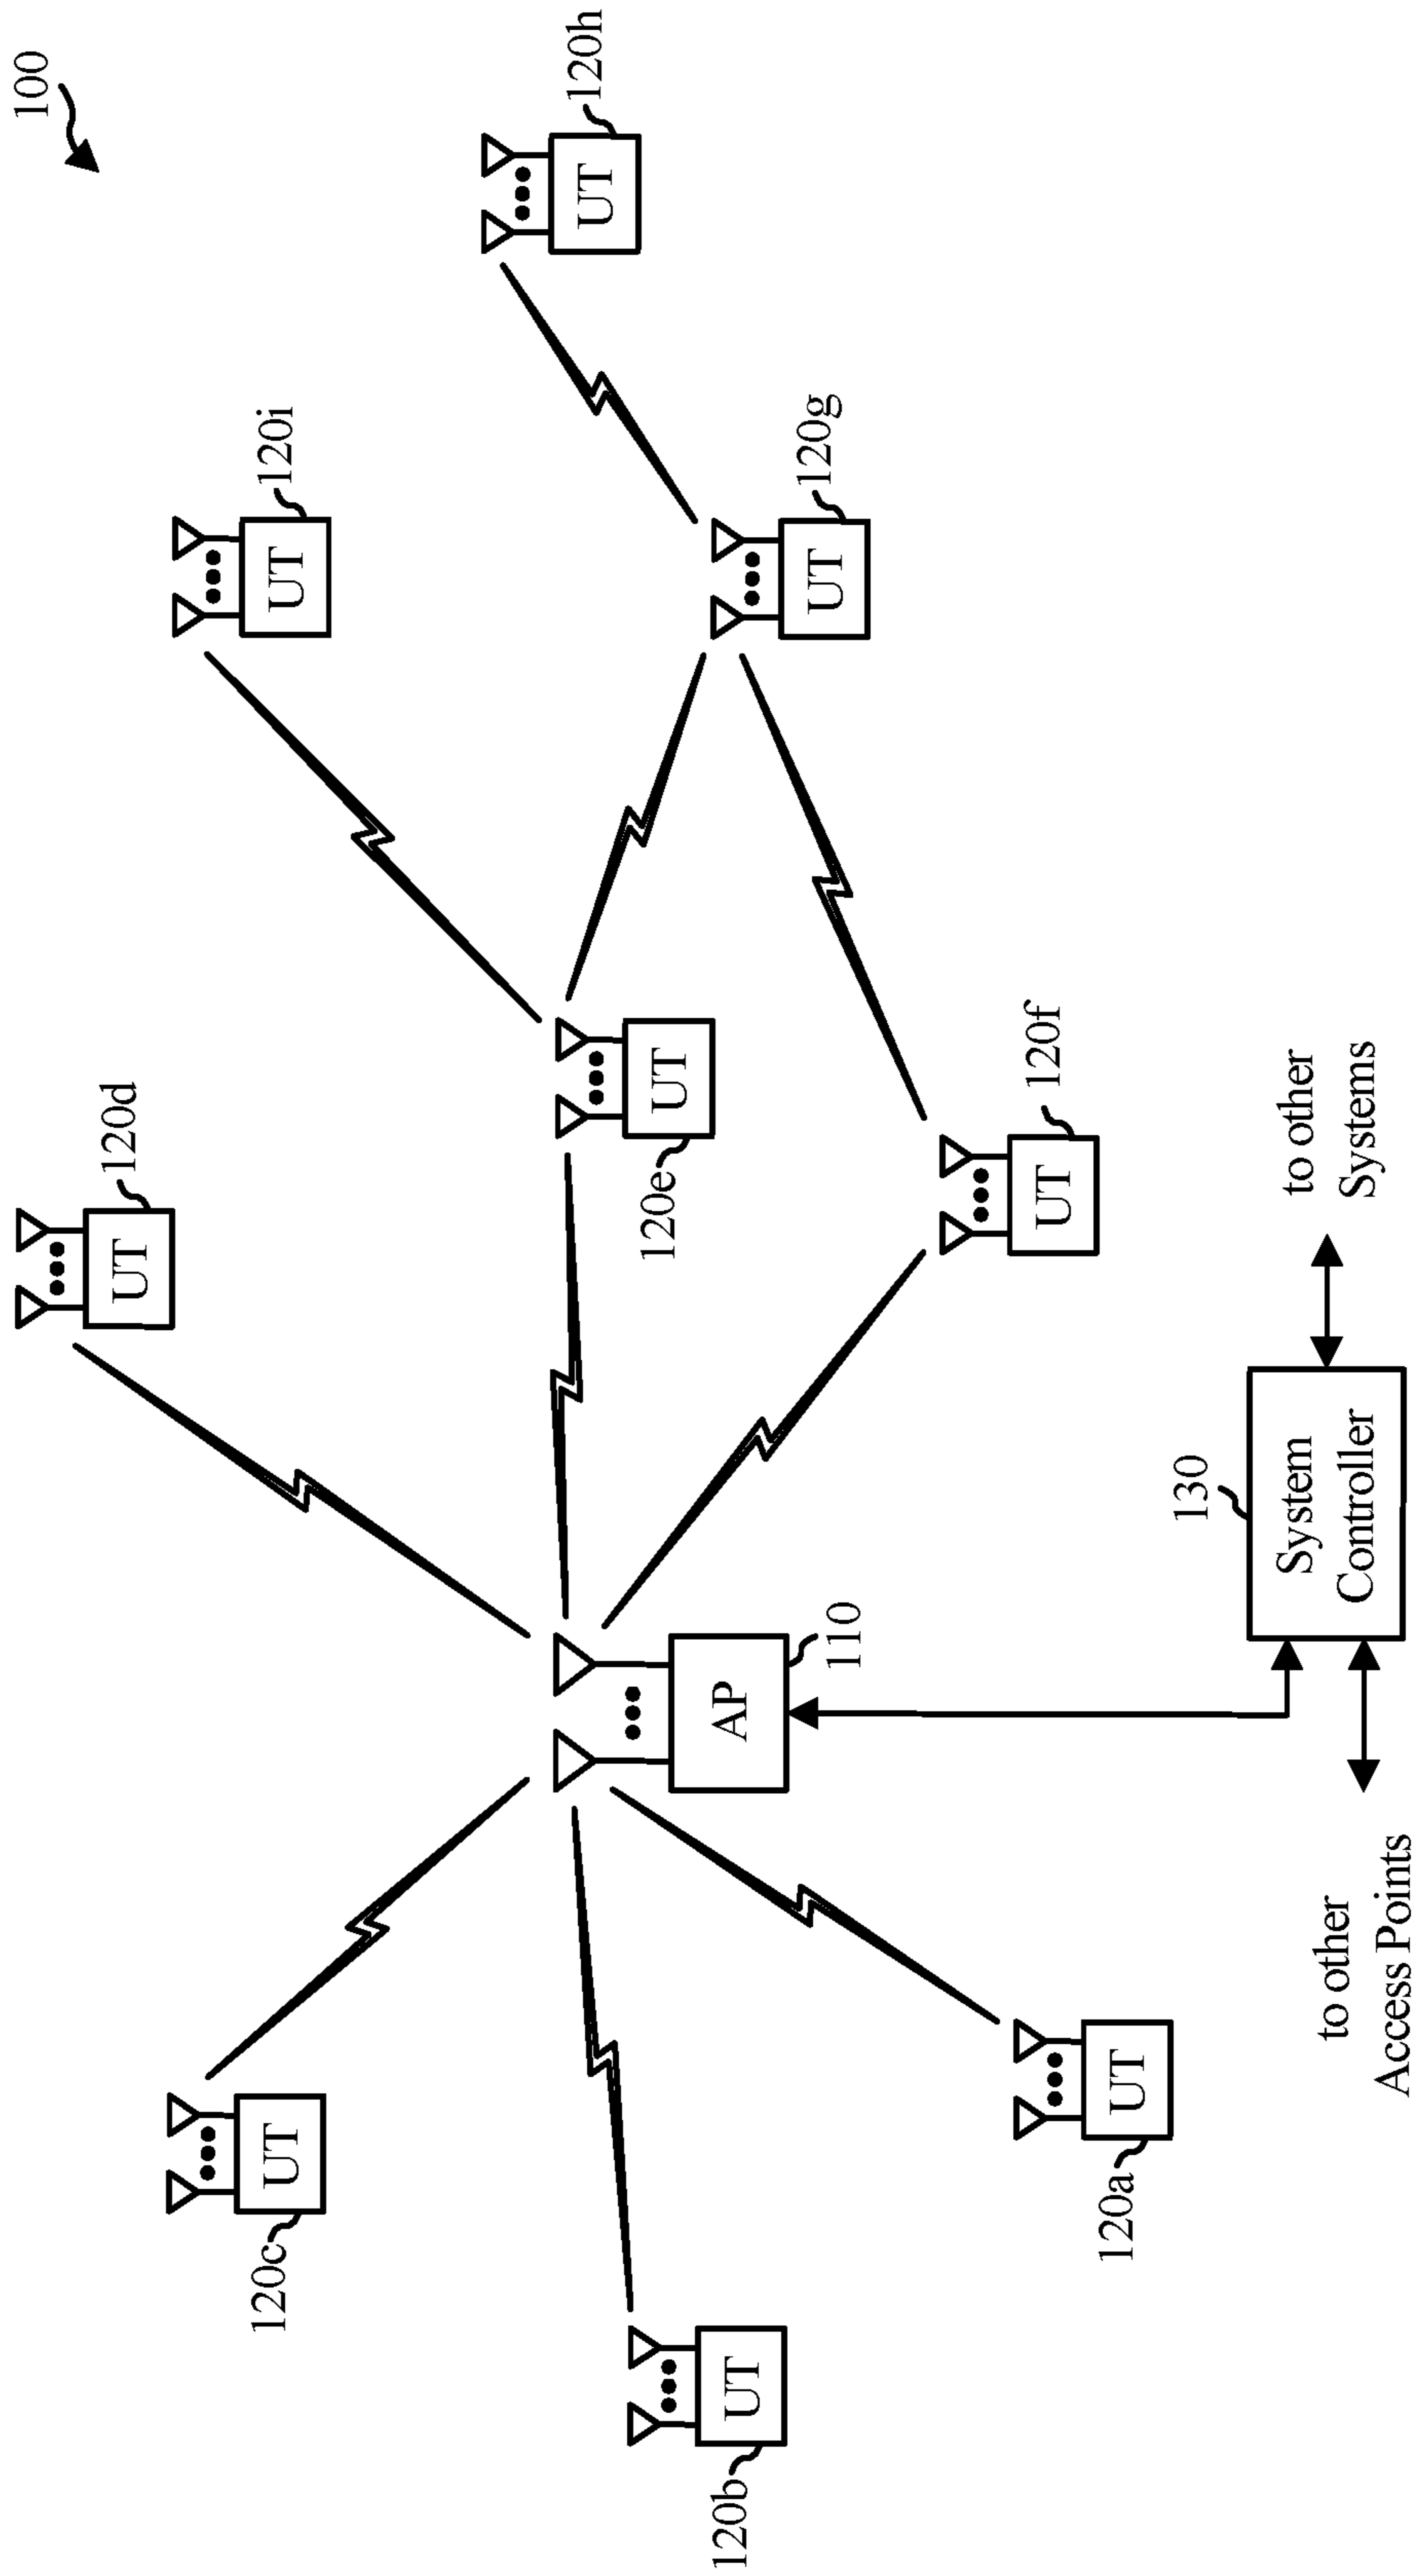 100
120d
UT
120i
UT
120h
UT
120c
UT
120e
UT
120g
UT
120b
UT
AP
110
120f
UT
120a
UT
130
System
Controller
to other
Systems
to other
Access Points